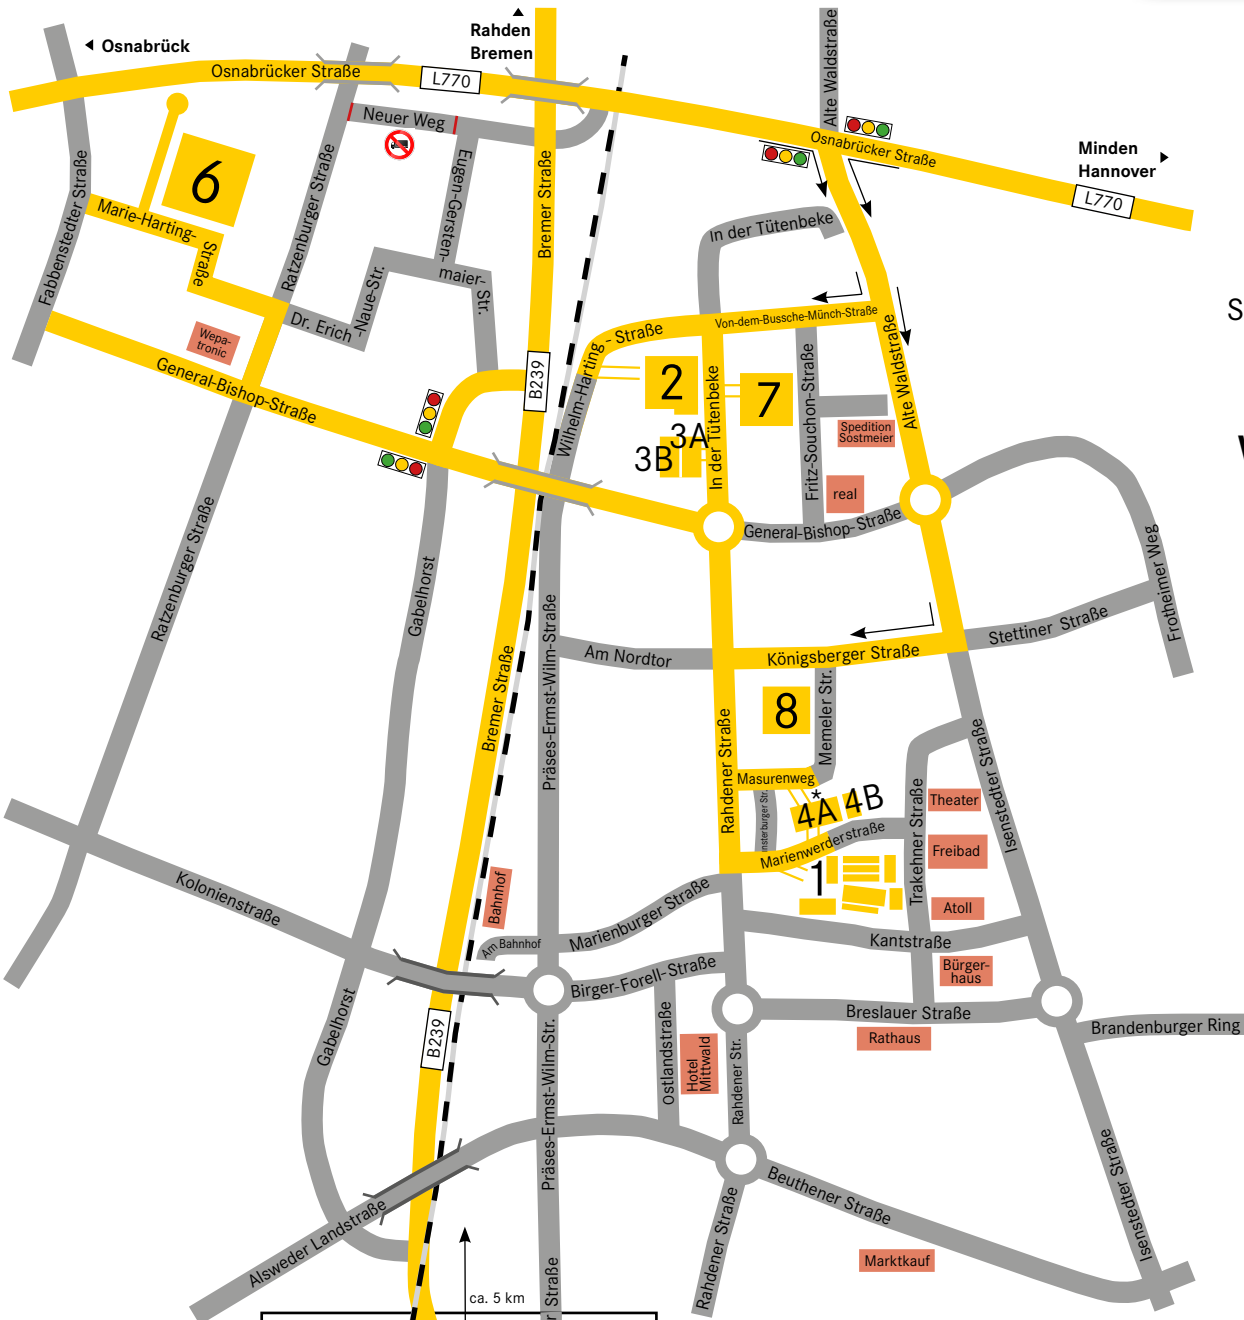 Osnabrück
Rahden
Bremen
Alte Waldstraße
Osnabrücker Straße
L770
Neuer Weg
Osnabrücker Straße
Minden
Hannover
L770
6
Fabbenstedter Straße
Marie-Harting-
Straße
Ratzenburger Straße
Eugen-Gersten-
maier-
Str.
Bremer Straße
In der Tütenbeke
Dr. Erich
-Naue-Str.
Wepa-
tronic
General-Bishop-Straße
B239
Wilhelm-Harting - Straße
Von-dem-Bussche-Münch-Straße
S
2
7
3A
3B
In der Tütenbeke
Fritz-Souchon-Straße
Alte Waldstraße
Spedition
Sostmeier
real
General-Bishop-Straße
Ratzenburger Straße
Gabelhorst
Bremer Straße
Präses-Ermst-Wilm-Straße
Am Nordtor
Königsberger Straße
Stettiner Straße
Frotheimer Weg
8
Memeler Str.
Rahdener Straße
Masurenweg
*
4A
4B
Marienwerderstraße
1
Trakehner Straße
Isenstedter Straße
Theater
Freibad
Atoll
Kolonienstraße
Bahnhof
Am Bahnhof
Marienburger Straße
Kantstraße
Bürger-
haus
Birger-Forell-Straße
Breslauer Straße
Brandenburger Ring
Rathaus
Gabelhorst
B239
Präses-Ermst-Wilm-Str.
Ostlandstraße
Hotel
Mittwald
Rahdener Str.
Alsweder Landstraße
Beuthener Straße
Isenstedter Straße
Rahdener Straße
Marktkauf
ca. 5 km
r Straße